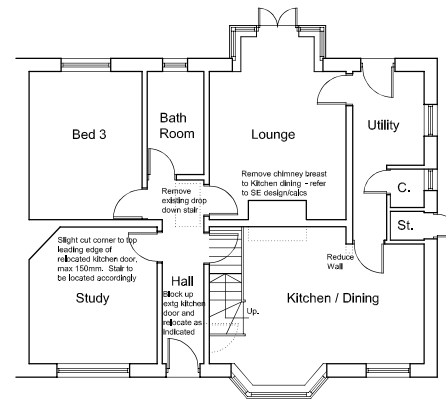 Bed 3
Bath
Room
Lounge
Utility
Remove chimney breast
to Kitchen dining - refer
to SE design/calcs
C.
Remove
existing drop
down stair
St.
Slight cut corner to top
leading edge of
relocated kitchen door,
max 150mm. Stair to
be located accordingly
Study
Hall
Block up
extg kitchen
door and
relocate as
indicated
Up.
Reduce
Wall
Kitchen / Dining